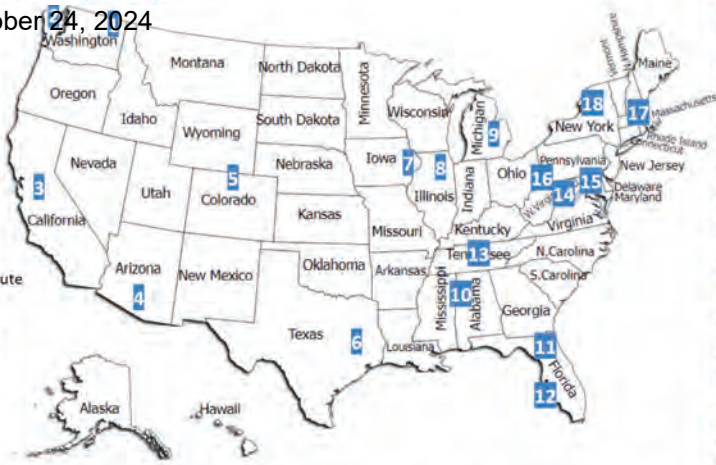 ober 24, 2024
Washington
Montana
North Dakota
Minnesota
Vermont
N.Hampshire
Maine
Oregon
Idaho
Wyoming
South Dakota
Wisconsin
Michigan
9
18
New York
17
Massachusetts
Rhode Island
Connecticut
Nevada
Utah
5
Colorado
Nebraska
Iowa
7
8
Illinois
Indiana
Ohio
16
Pennsylvania
New Jersey
15
Delaware
Maryland
14
W.Virginia
Virginia
3
California
Kansas
Missouri
Kentucky
ute
Arizona
4
New Mexico
Oklahoma
Arkansas
Tennessee
13
N.Carolina
S.Carolina
Mississippi
10
Alabama
Georgia
Texas
6
Louisiana
11
Florida
12
Alaska
Hawaii